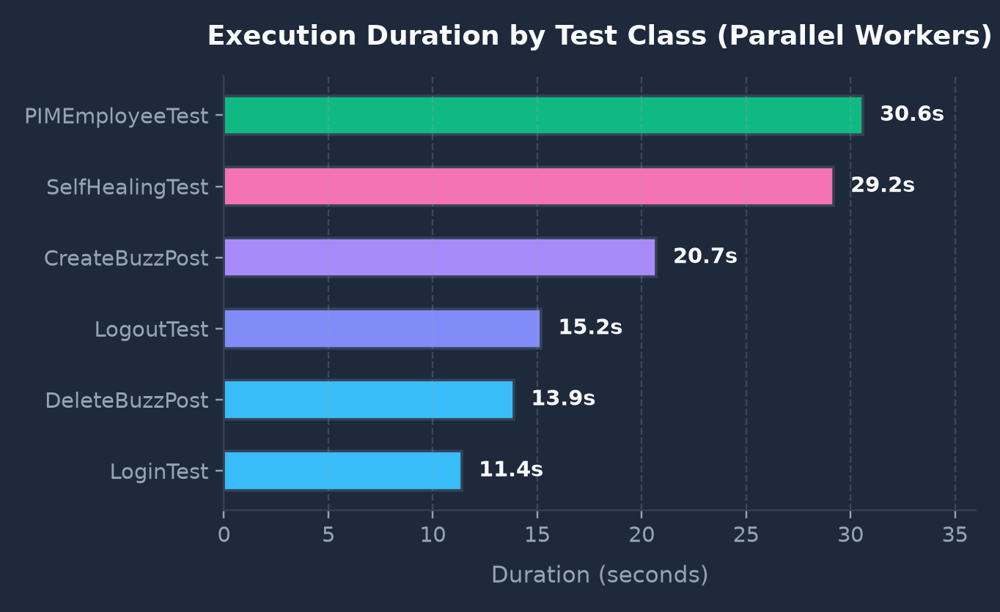 Execution Duration by Test Class (Parallel Workers)
PIMEmployeeTest 30.6s
SelfHealingTest 29.2s
CreateBuzzPost 20.7s
LogoutTest 15.2s
DeleteBuzzPost 13.9s
LoginTest 11.4s
0 5 10 15 20 25 30 35
Duration (seconds)